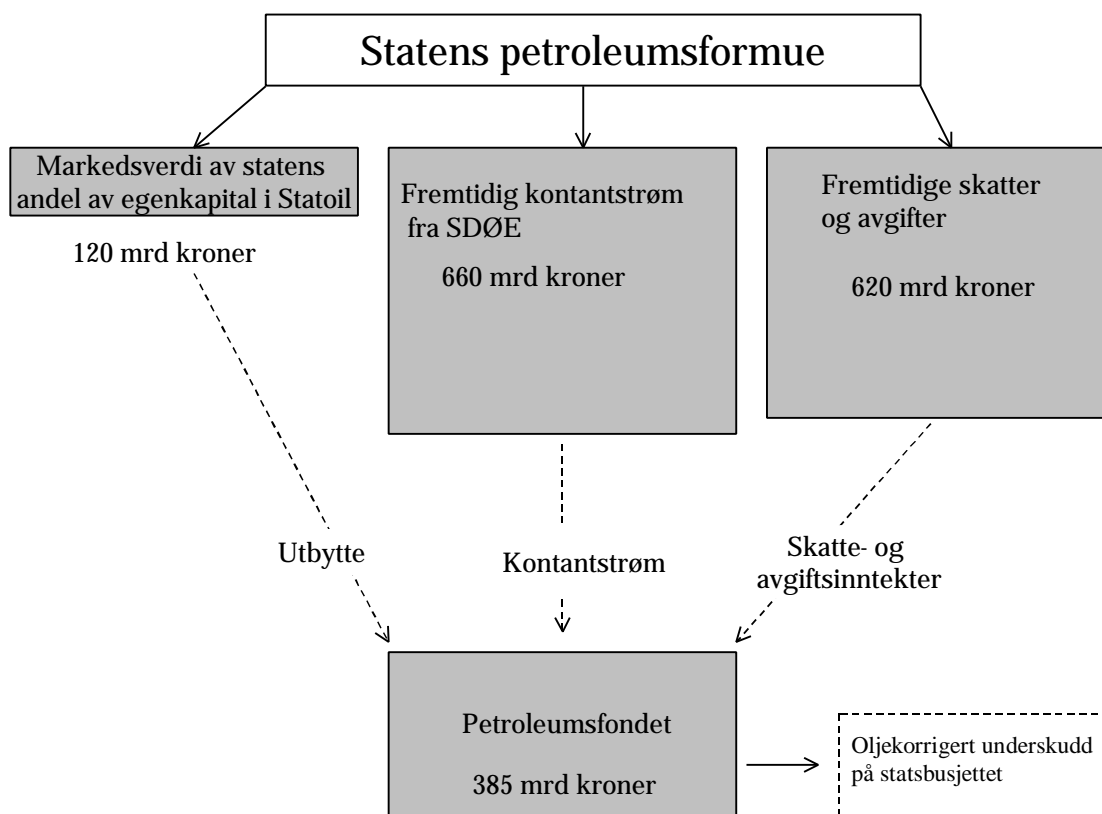 Statens petroleumsformue
Markedsverdi av statens
andel av egenkapital i Statoil
120 mrd kroner
Fremtidig kontantstrøm
fra SDØE
660 mrd kroner
Fremtidige skatter
og avgifter
620 mrd kroner
Utbytte
Kontantstrøm
Skatte- og
avgiftsinntekter
Petroleumsfondet
385 mrd kroner
Oljekorrigert underskudd
på statsbusjettet